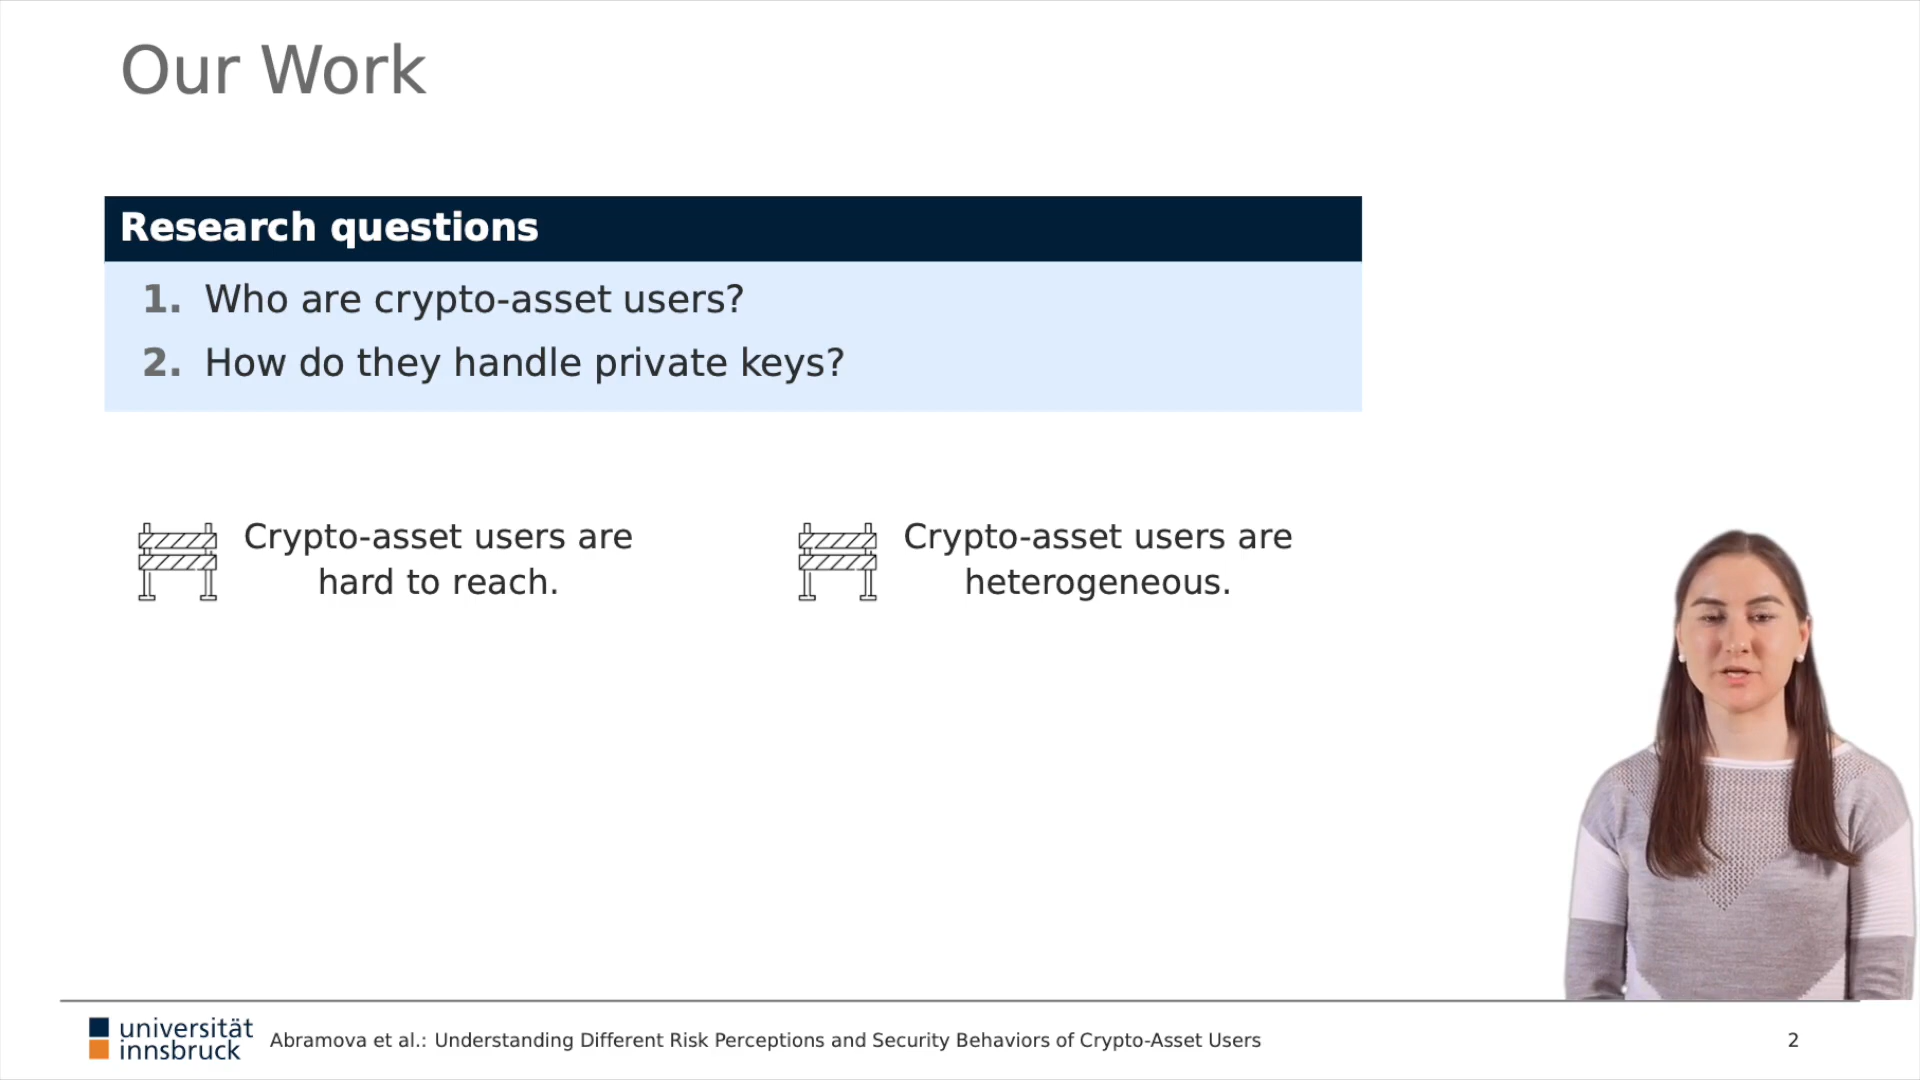 Our Work
Research questions
1. Who are crypto-asset users?
2. How do they handle private keys?
Crypto-asset users are
hard to reach.
Crypto-asset users are
heterogeneous.
universität
innsbruck
Abramova et al.: Understanding Different Risk Perceptions and Security Behaviors of Crypto-Asset Users
2